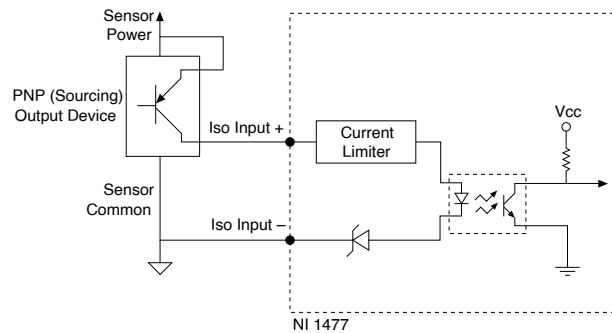 Sensor
Power
PNP (Sourcing)
Output Device
Iso Input +
Current
Limiter
Vcc
Sensor
Common
Iso Input –
NI 1477